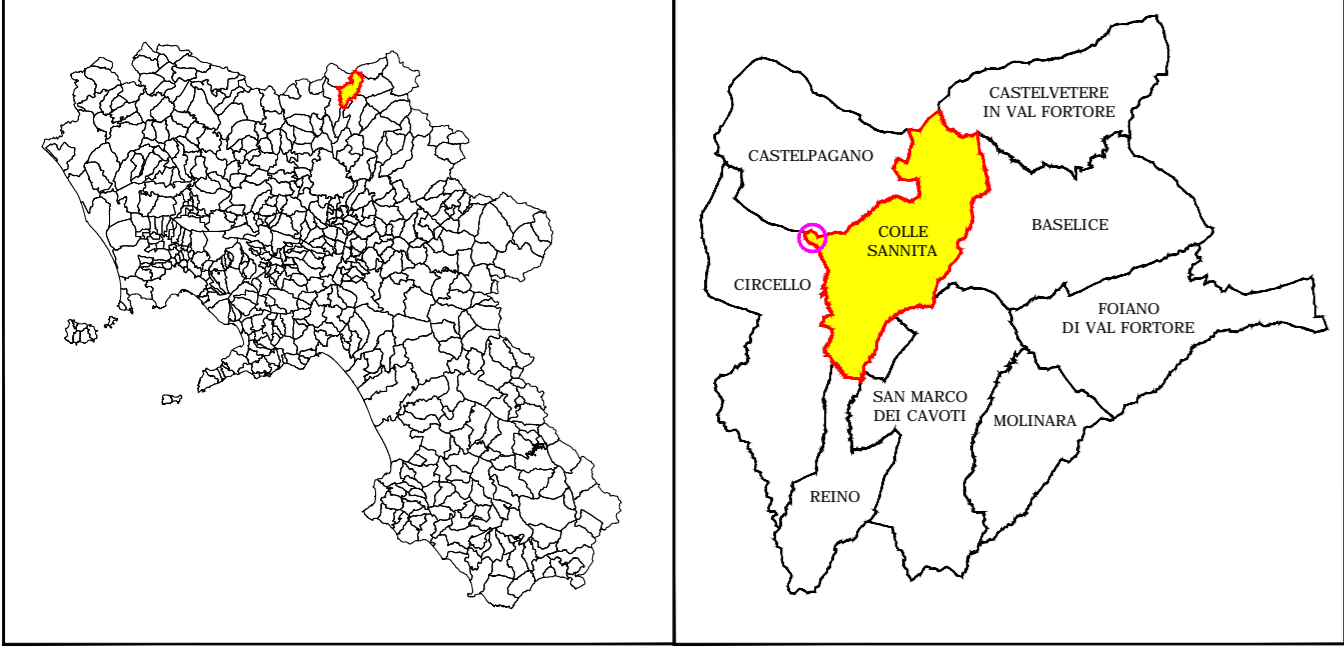 CASTELVETERE
IN VAL FORTORE
CASTELPAGANO
BASELICE
COLLE
SANNITA
CIRCELLO
FOIANO
DI VAL FORTORE
SAN MARCO
DEI CAVOTI
MOLINARA
REINO